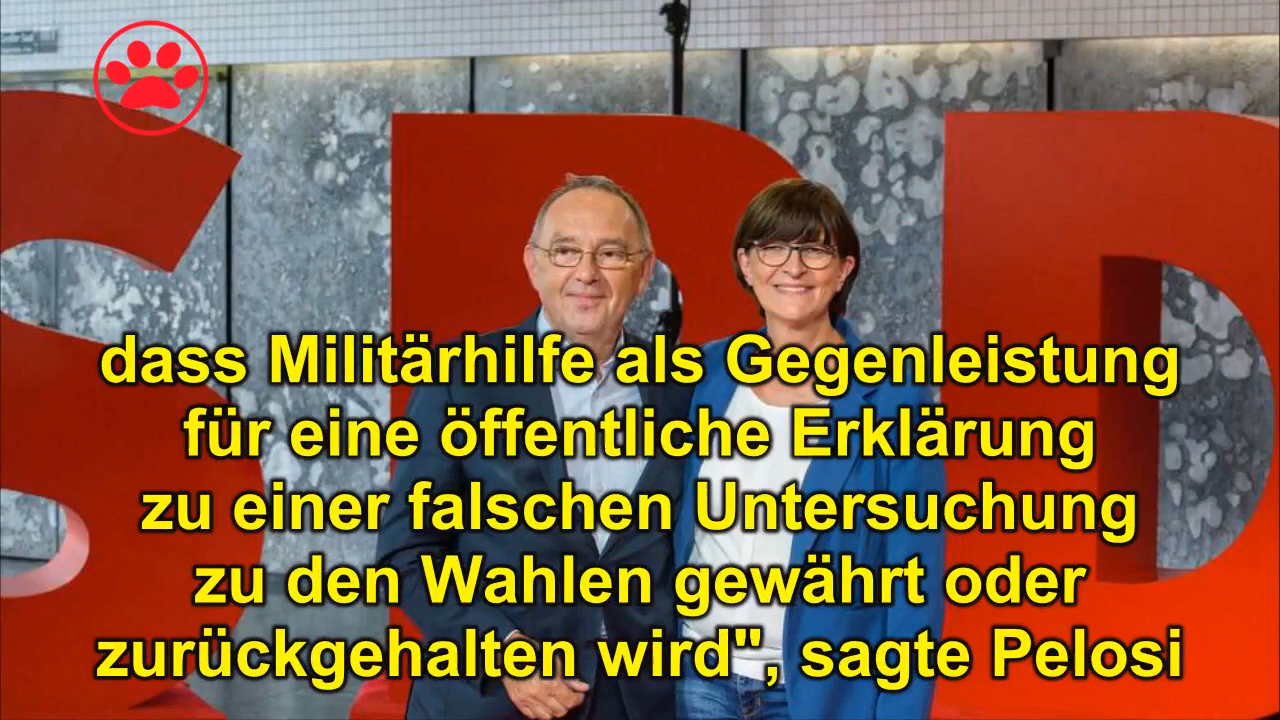 SPD
dass Militärhilfe als Gegenleistung
für eine öffentliche Erklärung
zu einer falschen Untersuchung
zu den Wahlen gewährt oder
zurückgehalten wird", sagte Pelosi